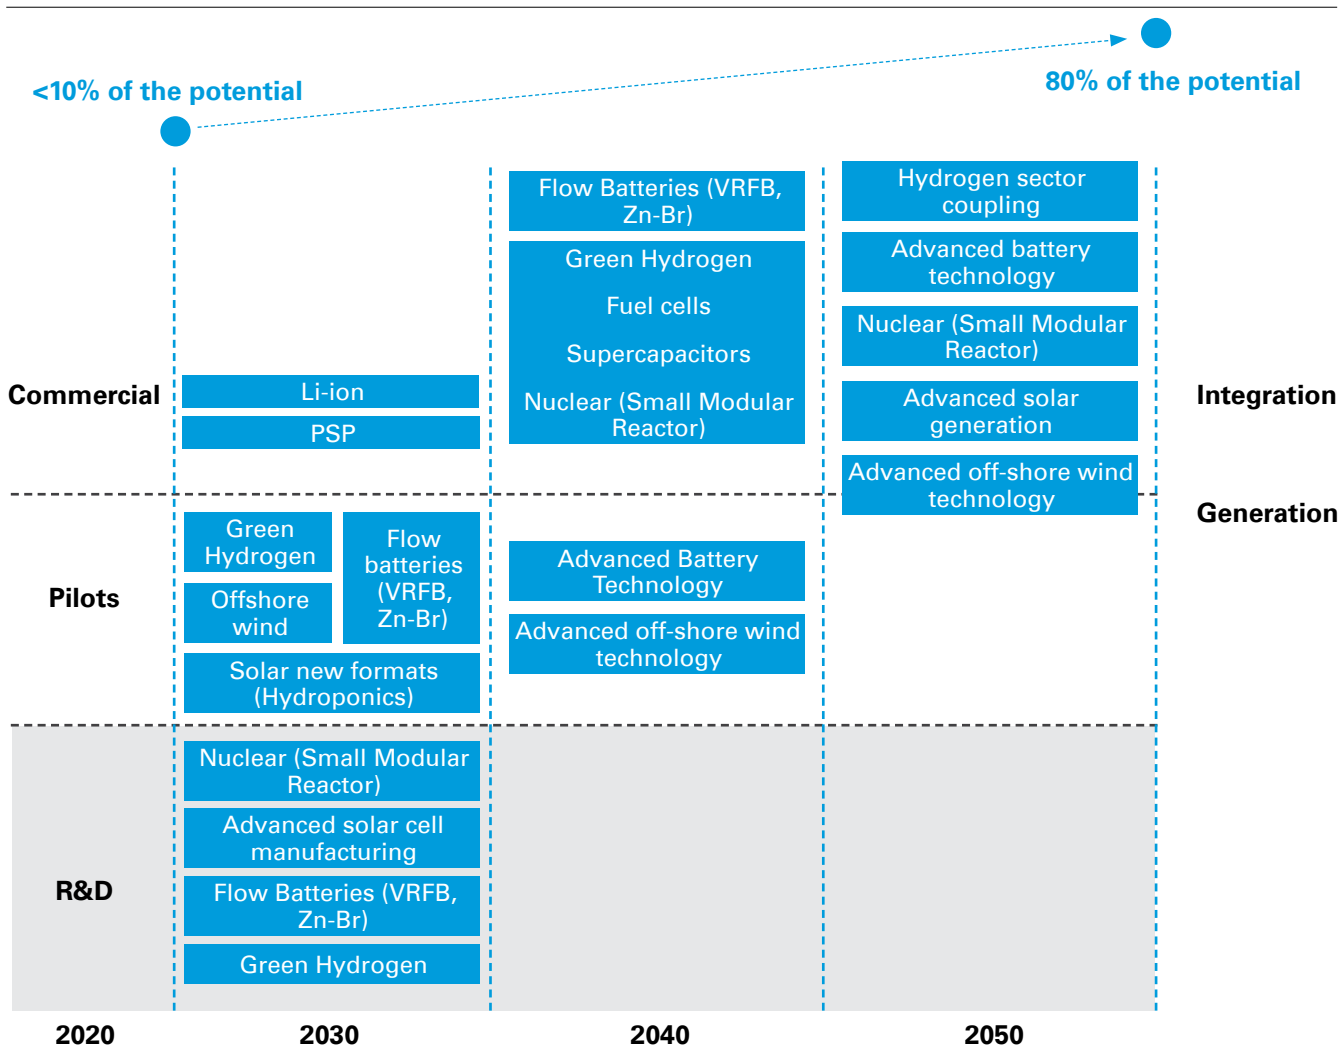 <10% of the potential
80% of the potential
Commercial
Li-ion
PSP
Flow Batteries (VRFB,
Zn-Br)
Green Hydrogen
Fuel cells
Supercapacitors
Nuclear (Small Modular
Reactor)
Hydrogen sector
coupling
Advanced battery
technology
Nuclear (Small Modular
Reactor)
Advanced solar
generation
Advanced off-shore wind
technology
Integration
Generation
Pilots
Green
Hydrogen
Offshore
wind
Flow
batteries
(VRFB,
Zn-Br)
Solar new formats
(Hydroponics)
Advanced Battery
Technology
Advanced off-shore wind
technology
R&D
Nuclear (Small Modular
Reactor)
Advanced solar cell
manufacturing
Flow Batteries (VRFB,
Zn-Br)
Green Hydrogen
2020
2030
2040
2050